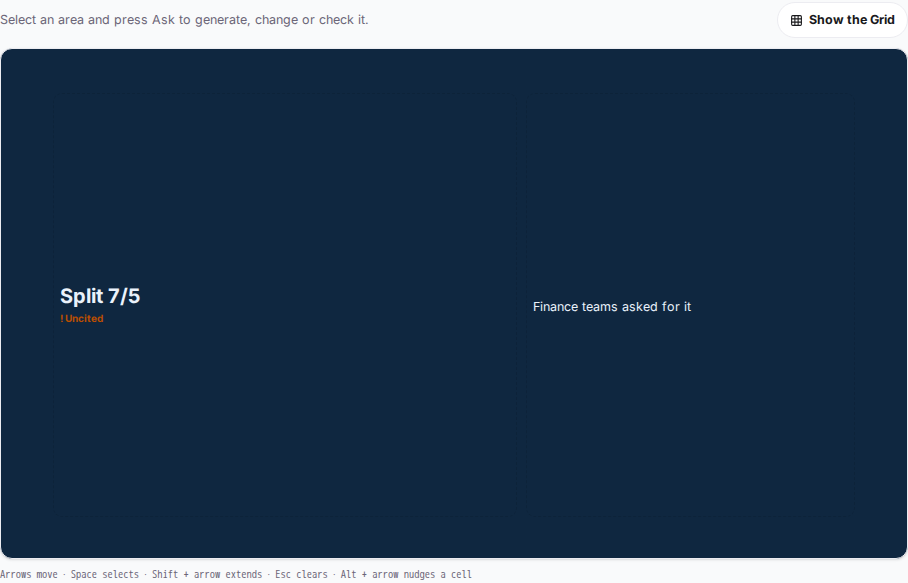 Select an area and press Ask to generate, change or check it.
Show the Grid
Split 7/5
! Uncited
Finance teams asked for it
Arrows move · Space selects · Shift + arrow extends · Esc clears · Alt + arrow nudges a cell